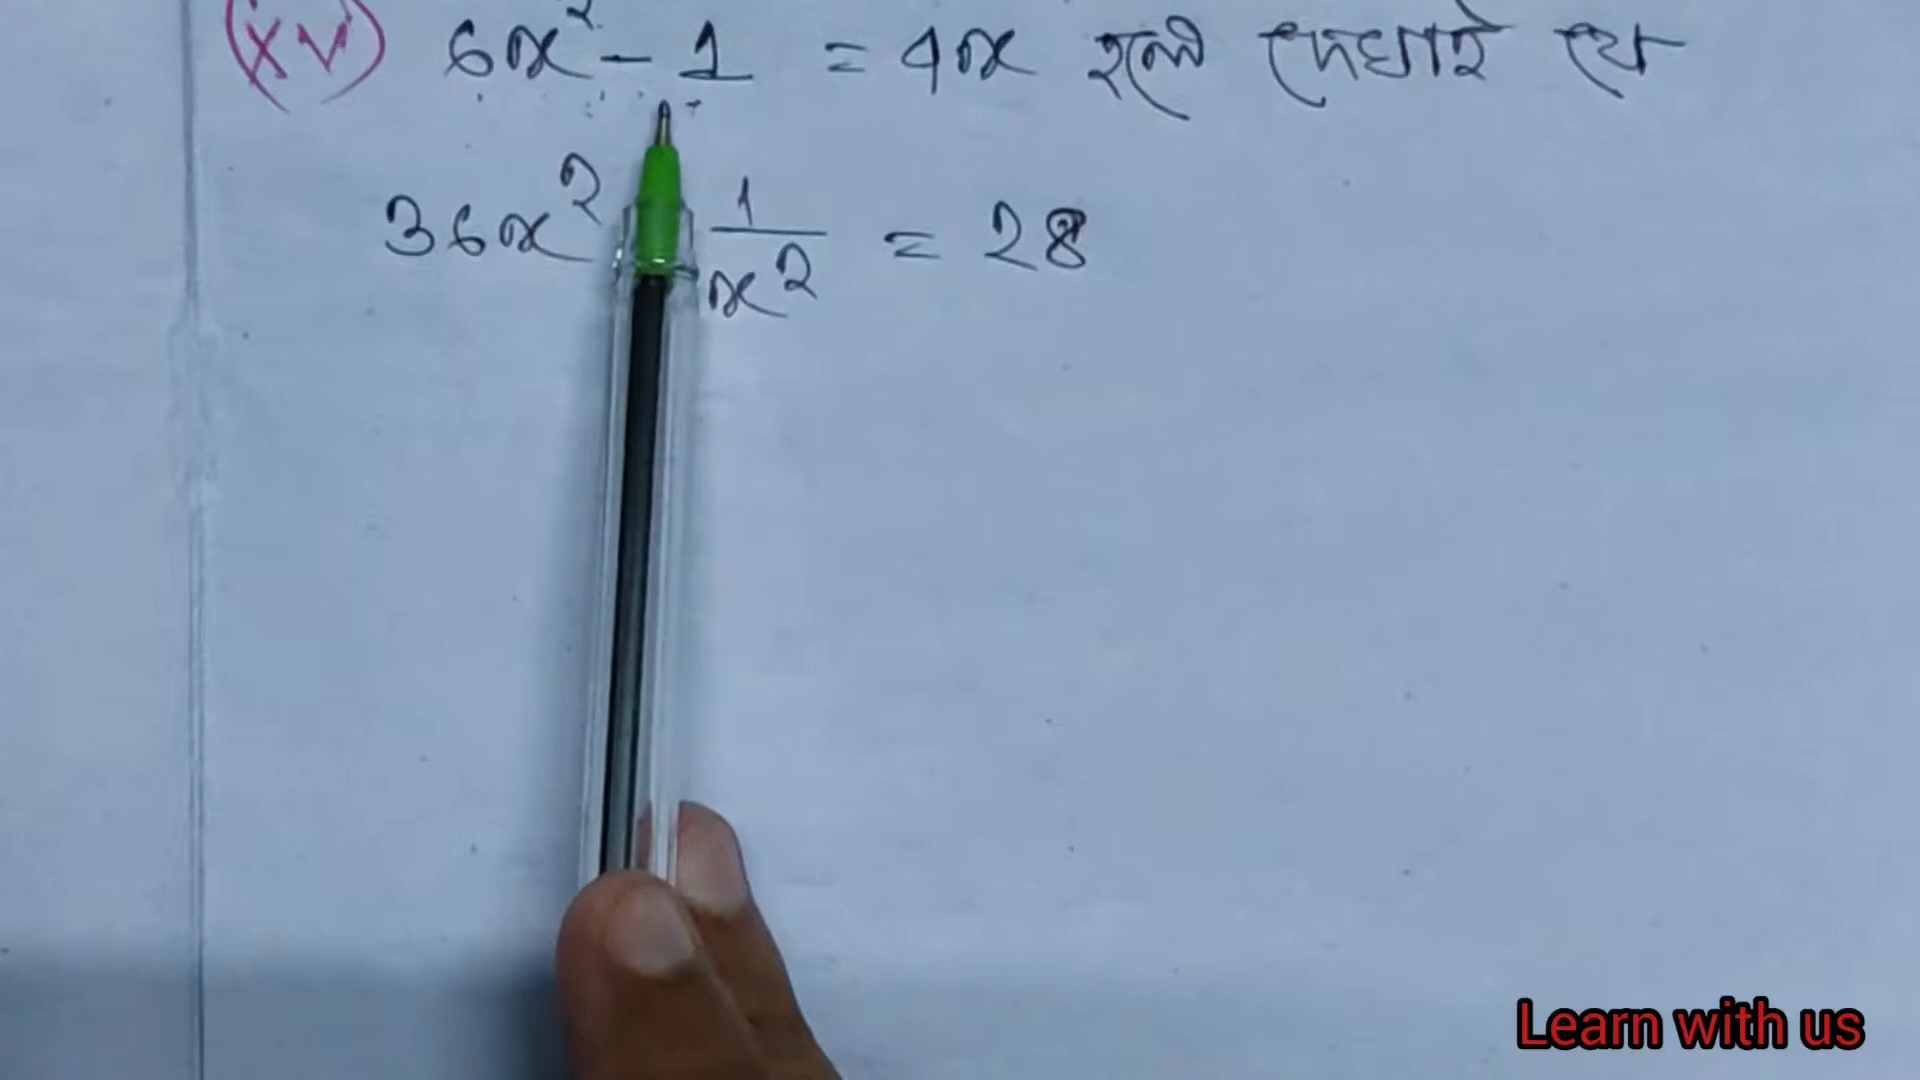 (xv) 6x² - 1 = 4x হলে দেখাই যে
36x² 1/x² = 28
Learn with us